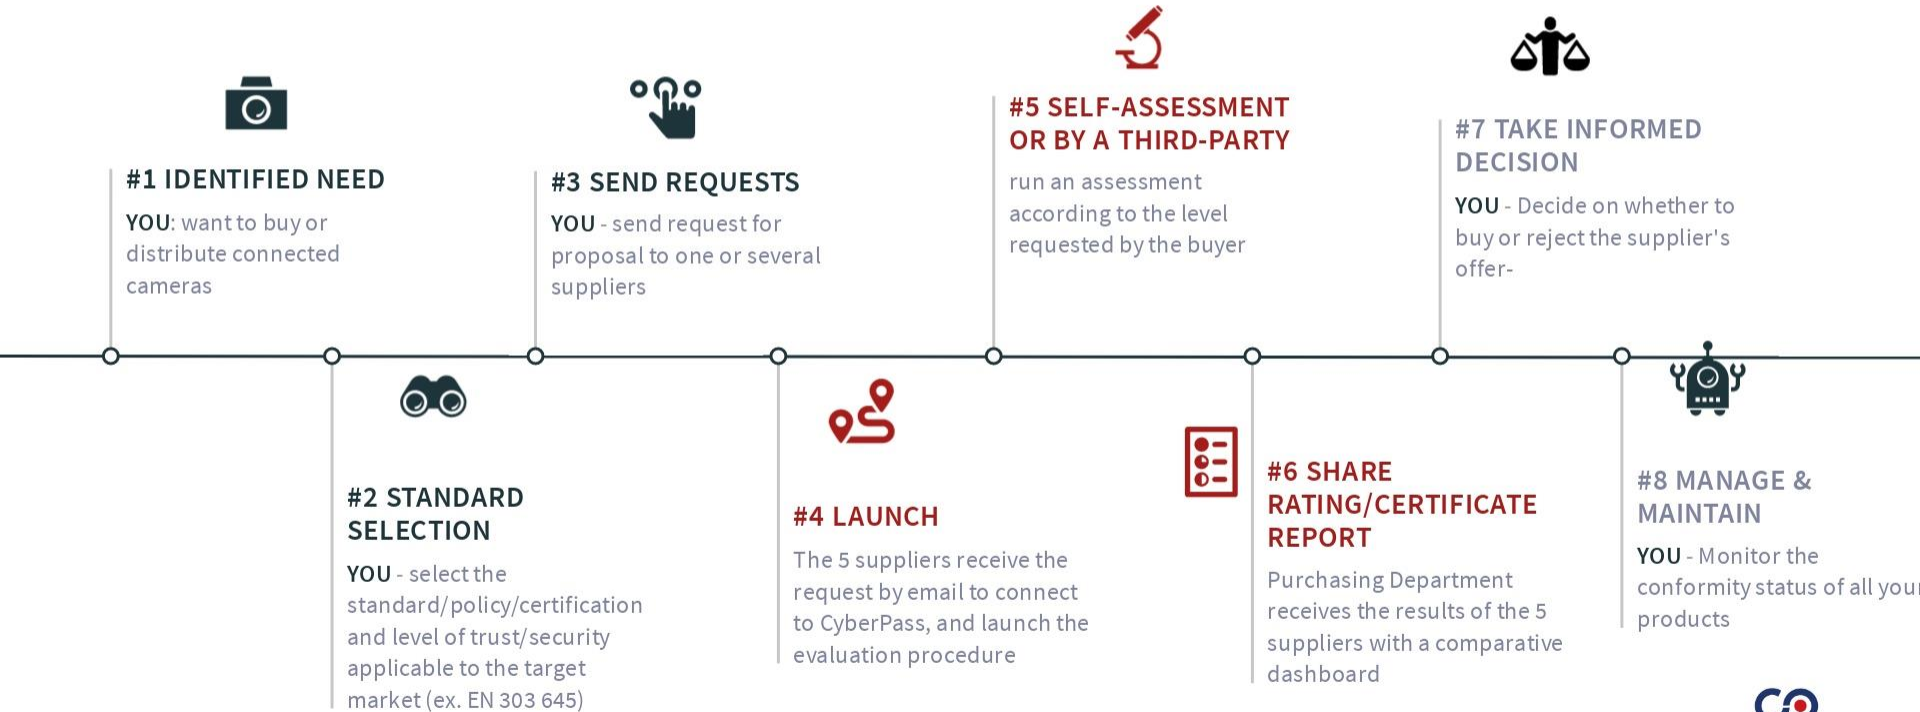 #1 IDENTIFIED NEED
YOU: want to buy or
distribute connected
cameras
#2 STANDARD
SELECTION
YOU - select the
standard/policy/certification
and level of trust/security
applicable to the target
market (ex. EN 303 645)
#3 SEND REQUESTS
YOU - send request for
proposal to one or several
suppliers
#4 LAUNCH
The 5 suppliers receive the
request by email to connect
to CyberPass, and launch the
evaluation procedure
#5 SELF-ASSESSMENT
OR BY A THIRD-PARTY
run an assessment
according to the level
requested by the buyer
#6 SHARE
RATING/CERTIFICATE
REPORT
Purchasing Department
receives the results of the 5
suppliers with a comparative
dashboard
#7 TAKE INFORMED
DECISION
YOU - Decide on whether to
buy or reject the supplier's
offer-
#8 MANAGE &
MAINTAIN
YOU - Monitor the
conformity status of all your
products